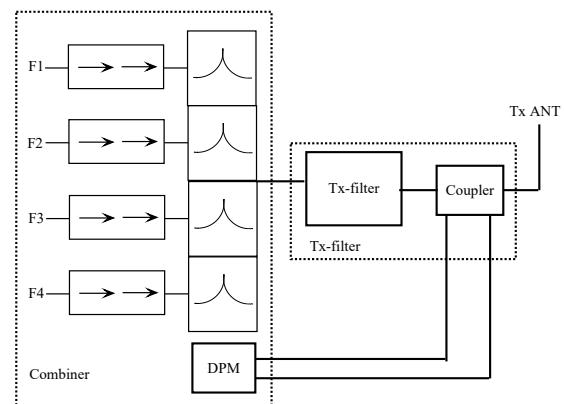 F1
F2
F3
F4
Tx ANT
Tx-filter
Coupler
Tx-filter
DPM
Combiner